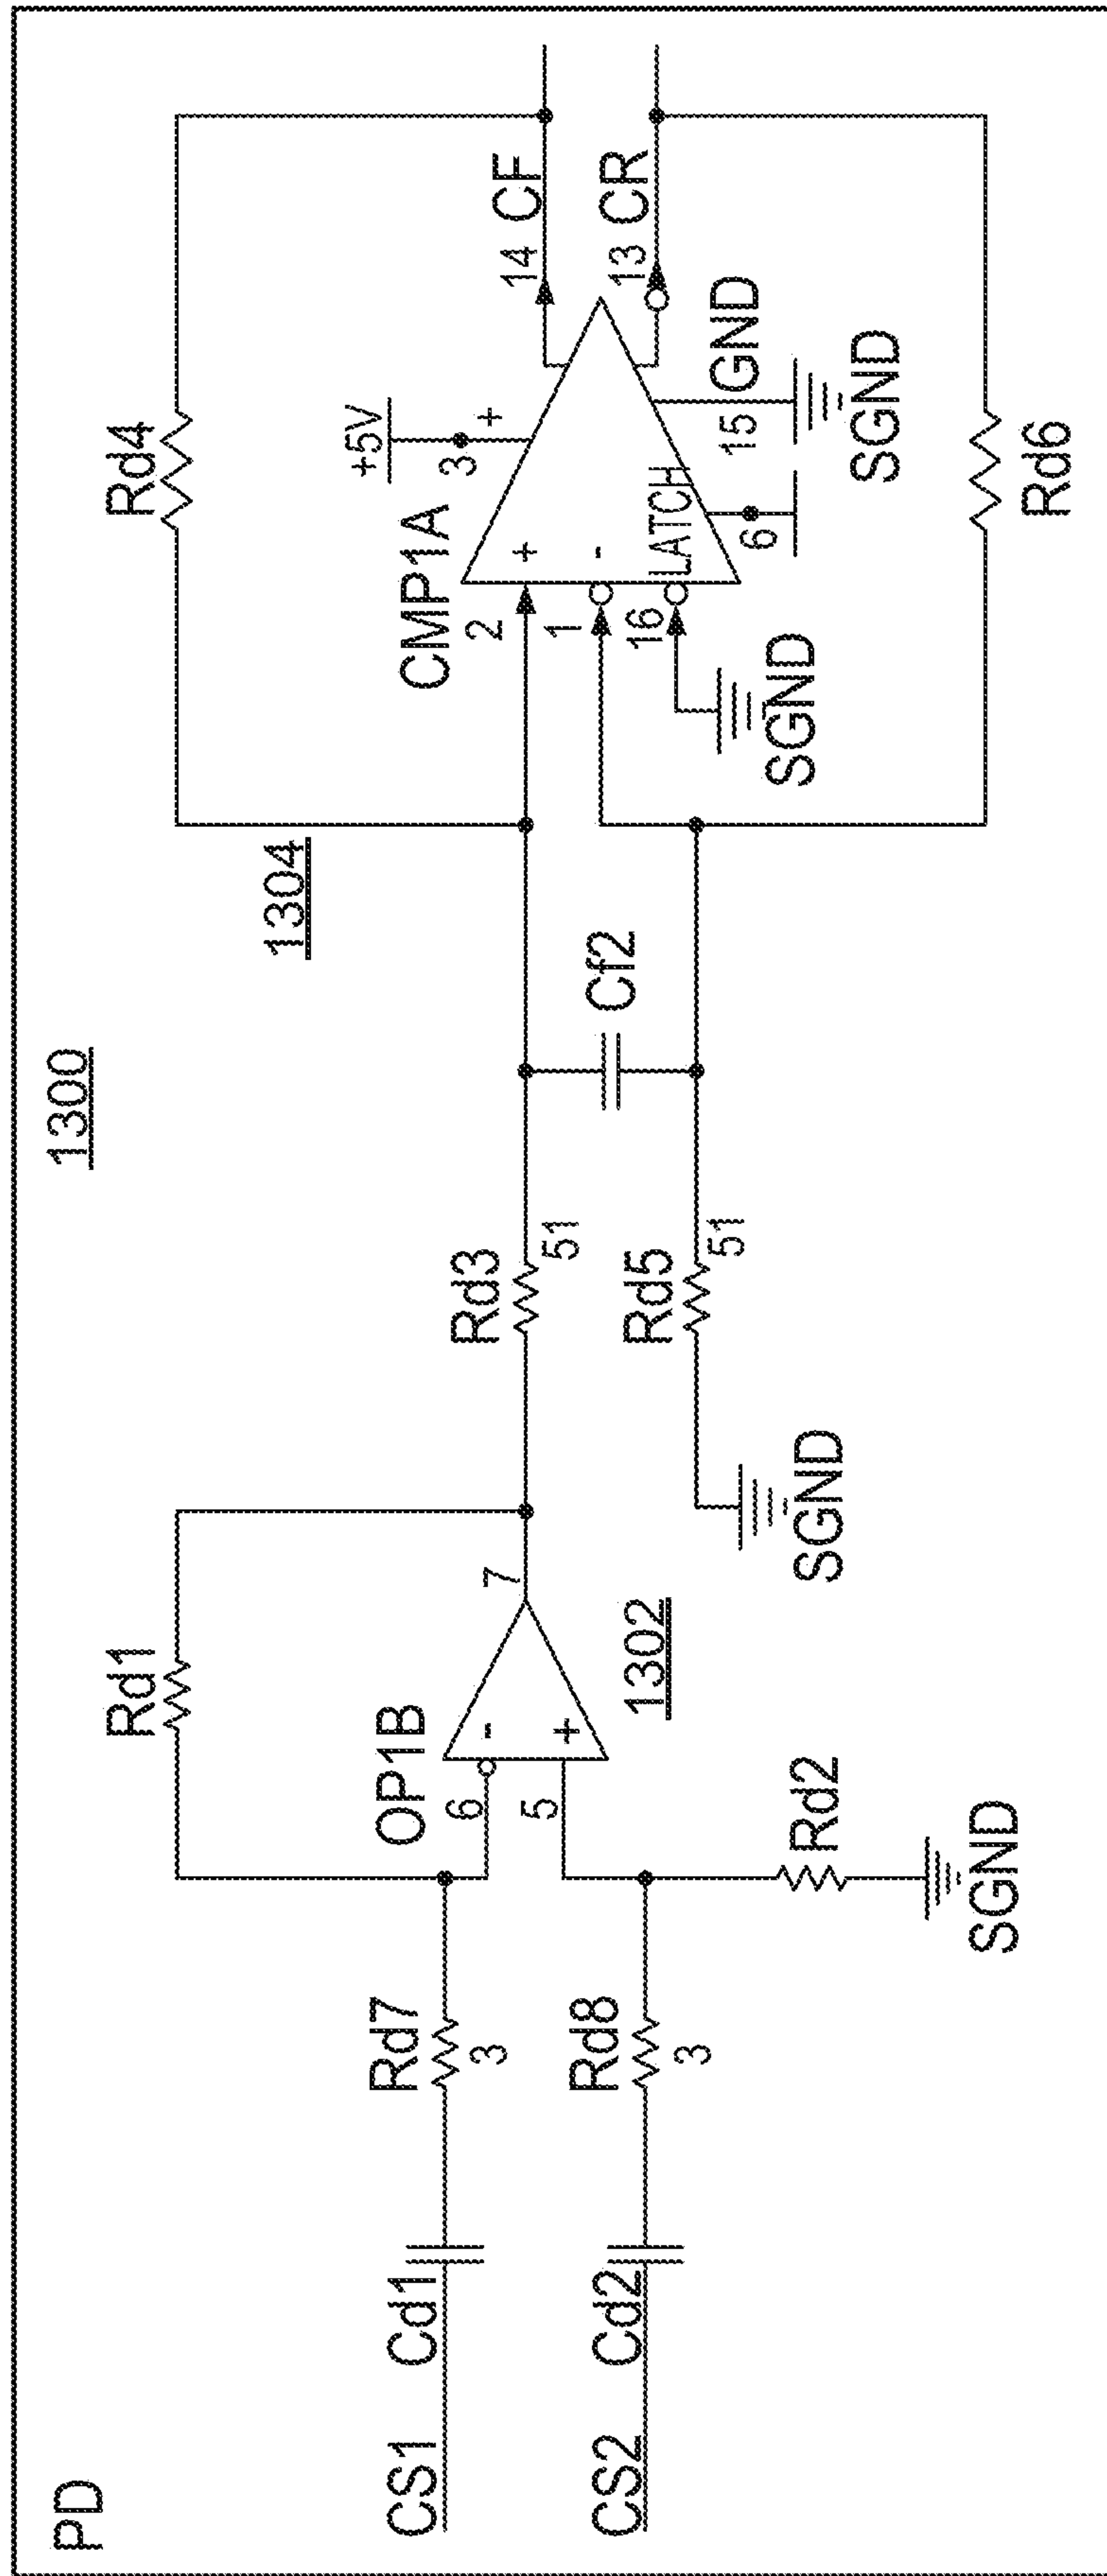 PD
1300
CS1
Cd1
Rd7
3
CS2
Cd2
Rd8
3
Rd1
OP1B
6
-
5
+
7
1302
Rd2
SGND
Rd3
51
Rd5
51
SGND
Cf2
1304
Rd4
CMP1A
2
+
1
-
16
LATCH
SGND
+5V
3
+
6
15
GND
SGND
14
CF
13
CR
Rd6